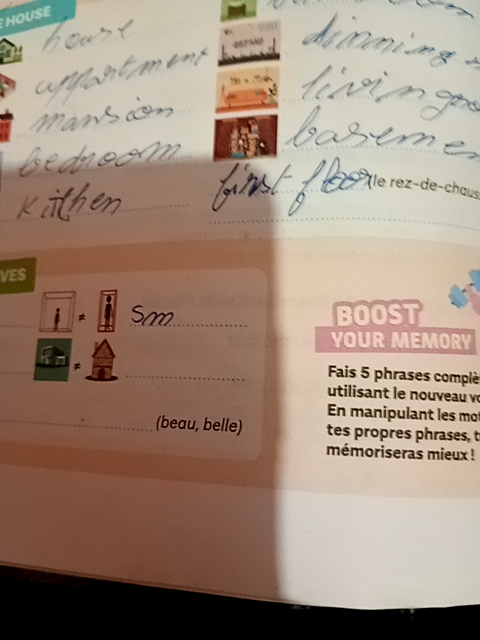 E HOUSE
house
appartment
mansion
bedroom
kithen
dinning
living
baseme
first floor (le rez-de-chaus
VES
≠ Sm
≠
(beau, belle)
BOOST
YOUR MEMORY
Fais 5 phrases complè
utilisant le nouveau vo
En manipulant les mot
tes propres phrases, t
mémoriseras mieux !